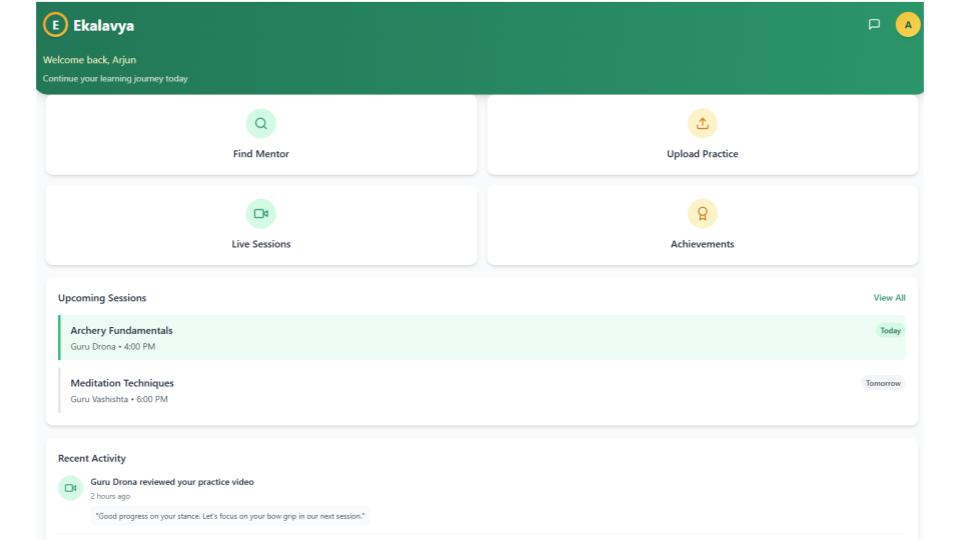 E Ekalavya
A
Welcome back, Arjun
Continue your learning journey today
Find Mentor
Upload Practice
Live Sessions
Achievements
Upcoming Sessions
View All
Archery Fundamentals
Today
Guru Drona • 4:00 PM
Meditation Techniques
Tomorrow
Guru Vashishta • 6:00 PM
Recent Activity
Guru Drona reviewed your practice video
2 hours ago
"Good progress on your stance. Let's focus on your bow grip in our next session."